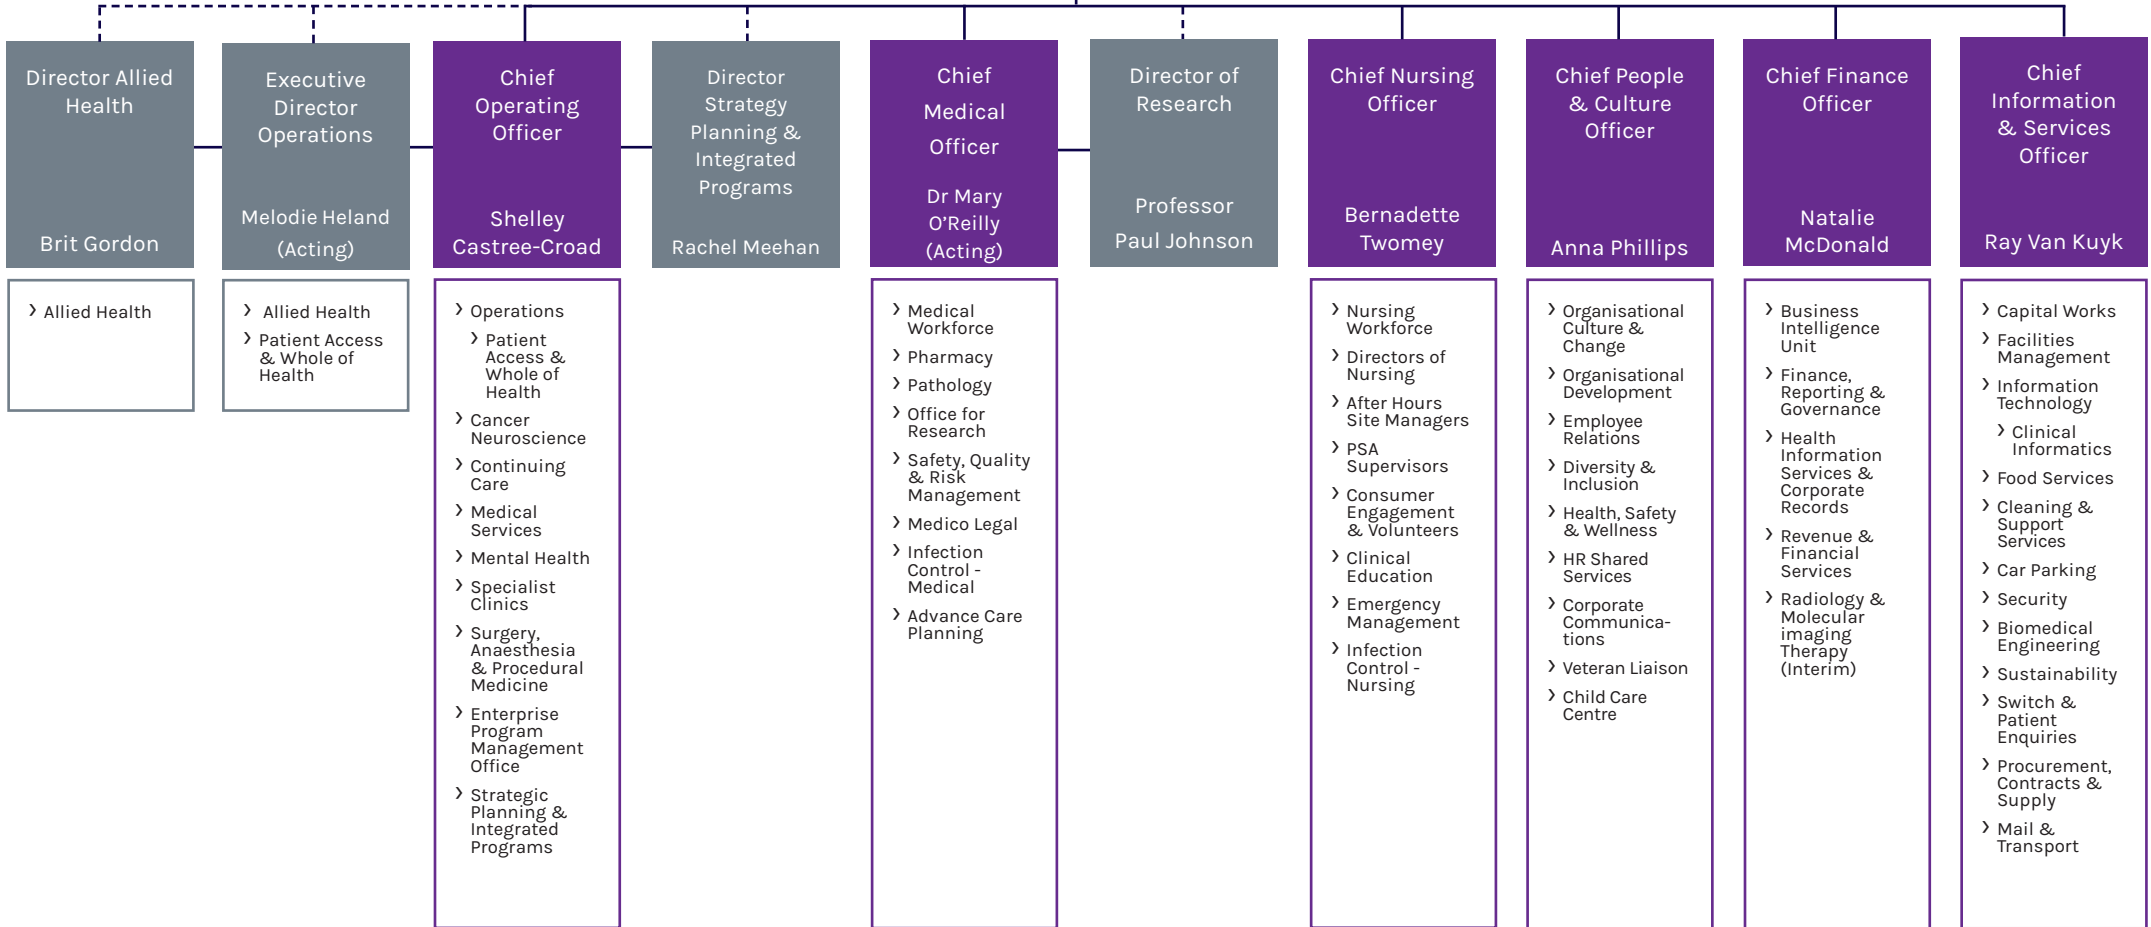 Director Allied
Health
Brit Gordon
› Allied Health
Executive
Director
Operations
Melodie Heland
(Acting)
› Allied Health
› Patient Access
& Whole of
Health
Chief
Operating
Officer
Shelley
Castree-Croad
› Operations
› Patient
Access &
Whole of
Health
› Cancer
Neuroscience
› Continuing
Care
› Medical
Services
› Mental Health
› Specialist
Clinics
› Surgery,
Anaesthesia
& Procedural
Medicine
› Enterprise
Program
Management
Office
› Strategic
Planning &
Integrated
Programs
Director
Strategy
Planning &
Integrated
Programs
Rachel Meehan
Chief
Medical
Officer
Dr Mary
O’Reilly
(Acting)
› Medical
Workforce
› Pharmacy
› Pathology
› Office for
Research
› Safety, Quality
& Risk
Management
› Medico Legal
› Infection
Control -
Medical
› Advance Care
Planning
Director of
Research
Professor
Paul Johnson
Chief Nursing
Officer
Bernadette
Twomey
› Nursing
Workforce
› Directors of
Nursing
› After Hours
Site Managers
› PSA
Supervisors
› Consumer
Engagement
& Volunteers
› Clinical
Education
› Emergency
Management
› Infection
Control -
Nursing
Chief People
& Culture
Officer
Anna Phillips
› Organisational
Culture &
Change
› Organisational
Development
› Employee
Relations
› Diversity &
Inclusion
› Health, Safety
& Wellness
› HR Shared
Services
› Corporate
Communica-
tions
› Veteran Liaison
› Child Care
Centre
Chief Finance
Officer
Natalie
McDonald
› Business
Intelligence
Unit
› Finance,
Reporting &
Governance
› Health
Information
Services &
Corporate
Records
› Revenue &
Financial
Services
› Radiology &
Molecular
imaging
Therapy
(Interim)
Chief
Information
& Services
Officer
Ray Van Kuyk
› Capital Works
› Facilities
Management
› Information
Technology
› Clinical
Informatics
› Food Services
› Cleaning &
Support
Services
› Car Parking
› Security
› Biomedical
Engineering
› Sustainability
› Switch &
Patient
Enquiries
› Procurement,
Contracts &
Supply
› Mail &
Transport